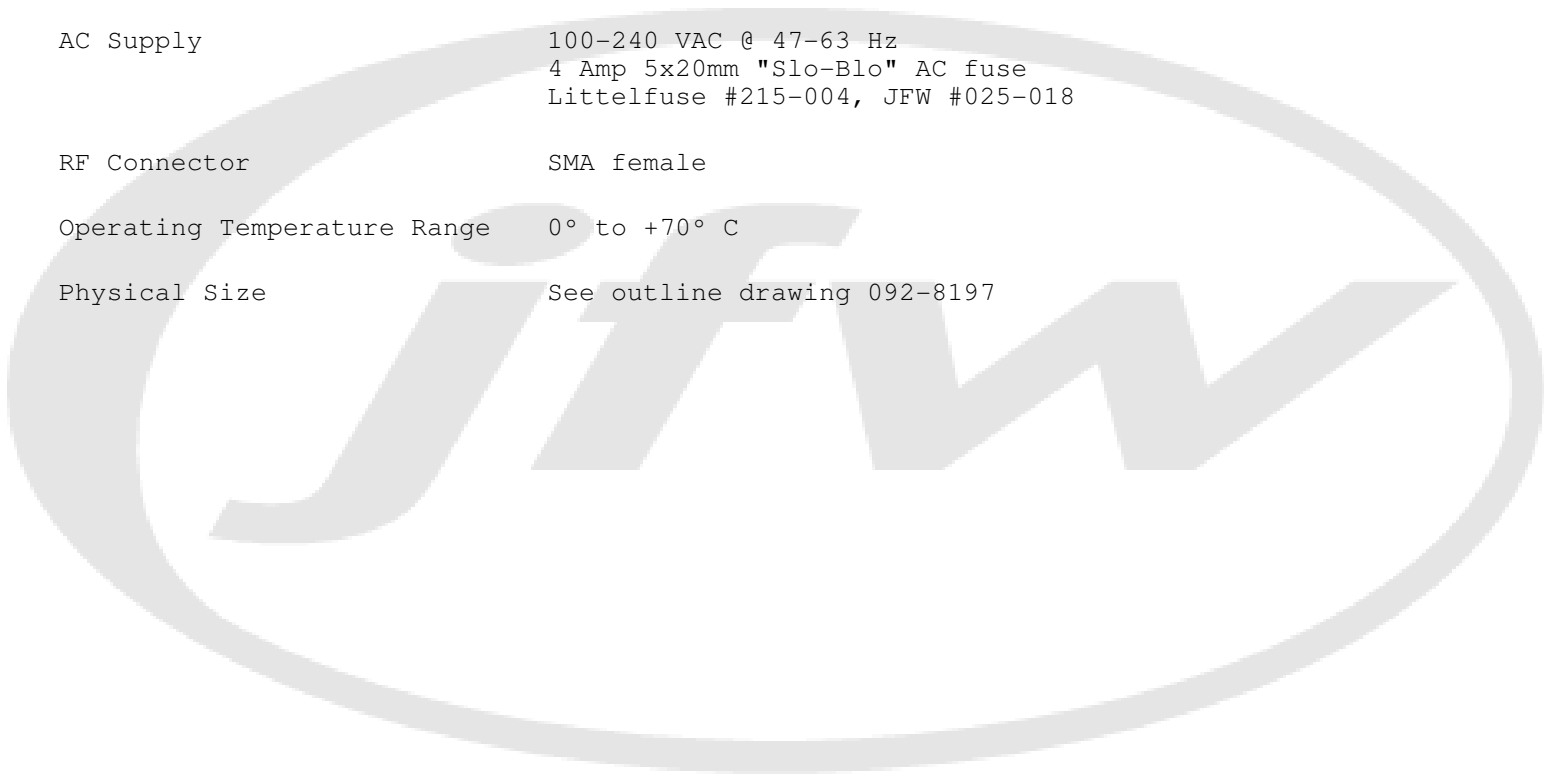 AC Supply 100-240 VAC @ 47-63 Hz
4 Amp 5x20mm "Slo-Blo" AC fuse
Littelfuse #215-004, JFW #025-018
RF Connector SMA female
Operating Temperature Range 0° to +70° C
Physical Size See outline drawing 092-8197
jfw